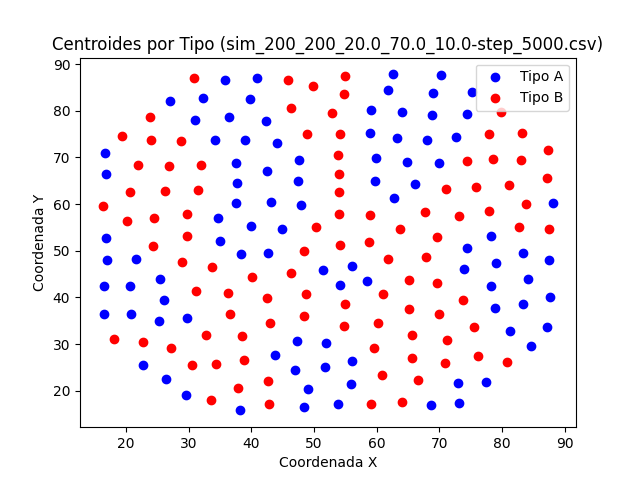 Centroides por Tipo (sim_200_200_20.0_70.0_10.0-step_5000.csv)
Tipo A
Tipo B
90
80
70
60
50
40
30
20
Coordenada Y
20 30 40 50 60 70 80 90
Coordenada X